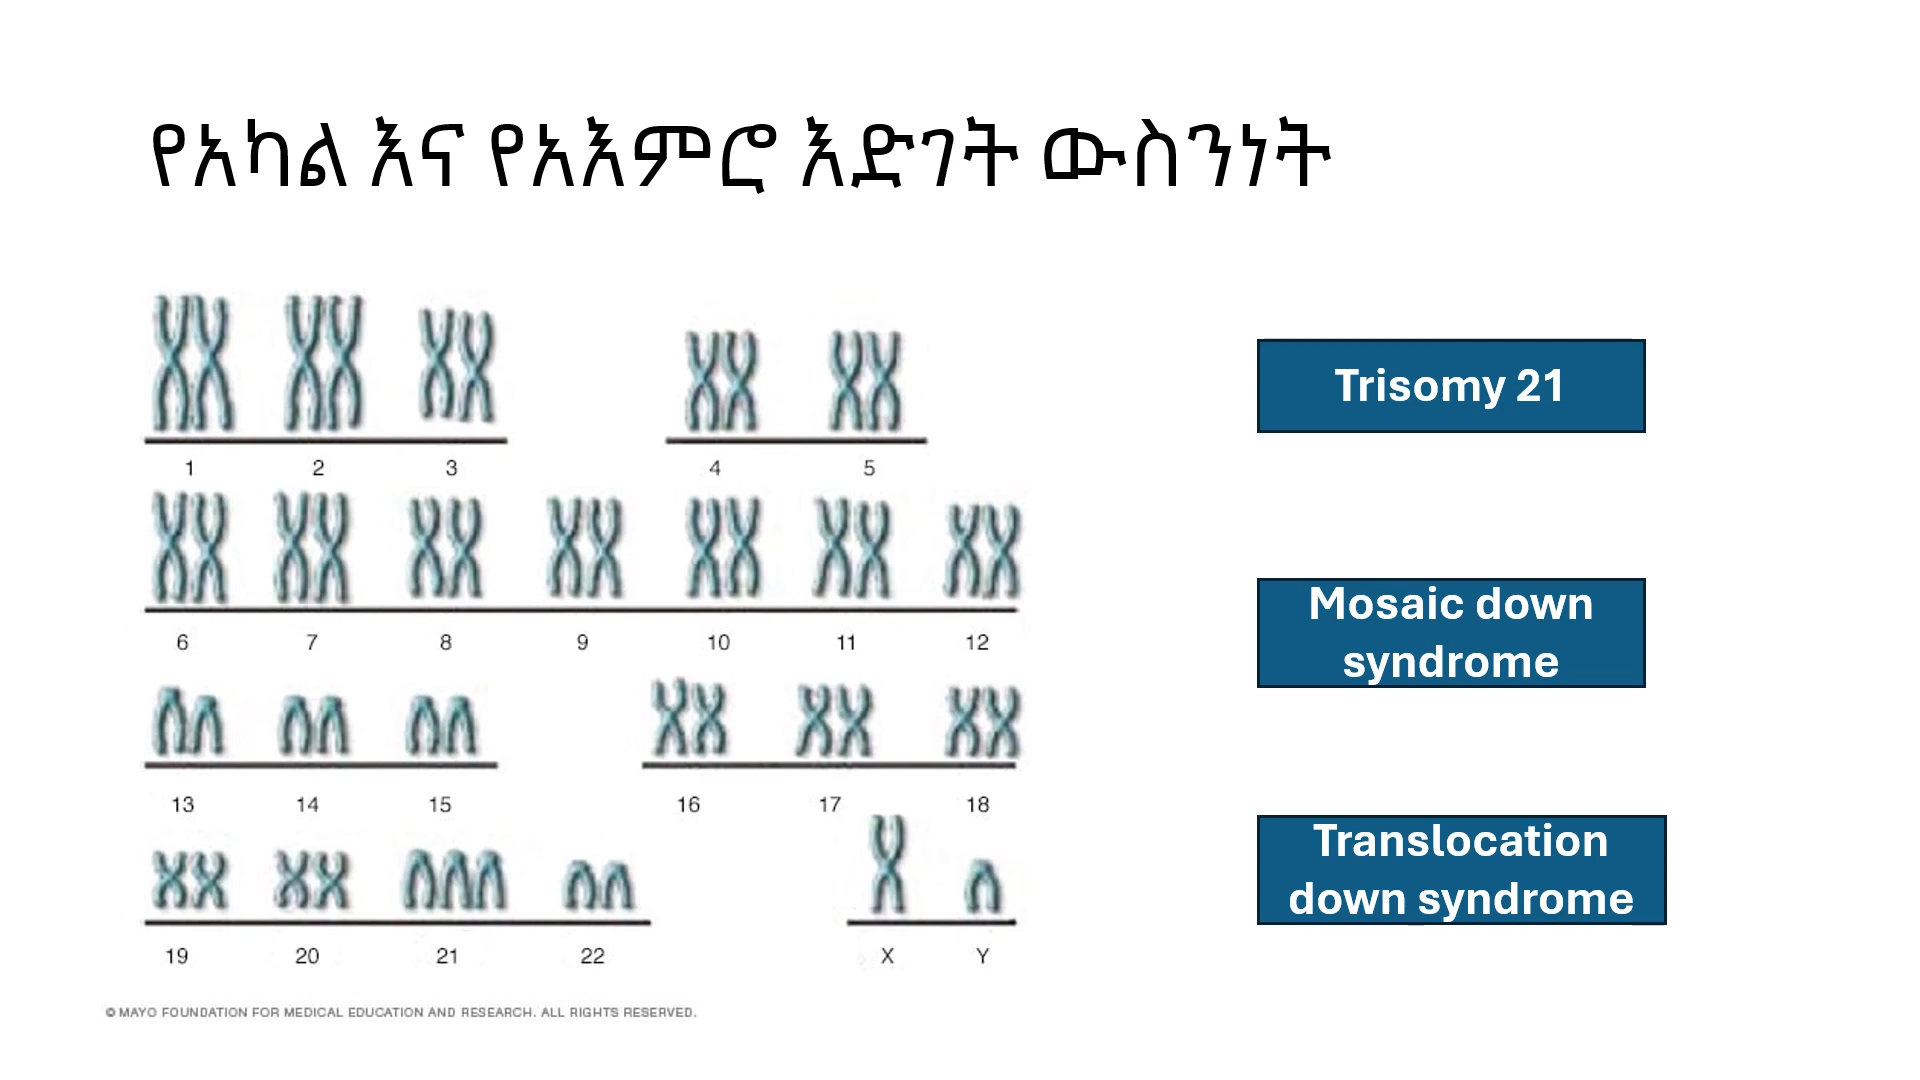 የአካል እና የአእምሮ እድገት ውስንነት
Trisomy 21
1 2 3 4 5
Mosaic down
syndrome
6 7 8 9 10 11 12
13 14 15 16 17 18
Translocation
down syndrome
19 20 21 22 X Y
© MAYO FOUNDATION FOR MEDICAL EDUCATION AND RESEARCH. ALL RIGHTS RESERVED.